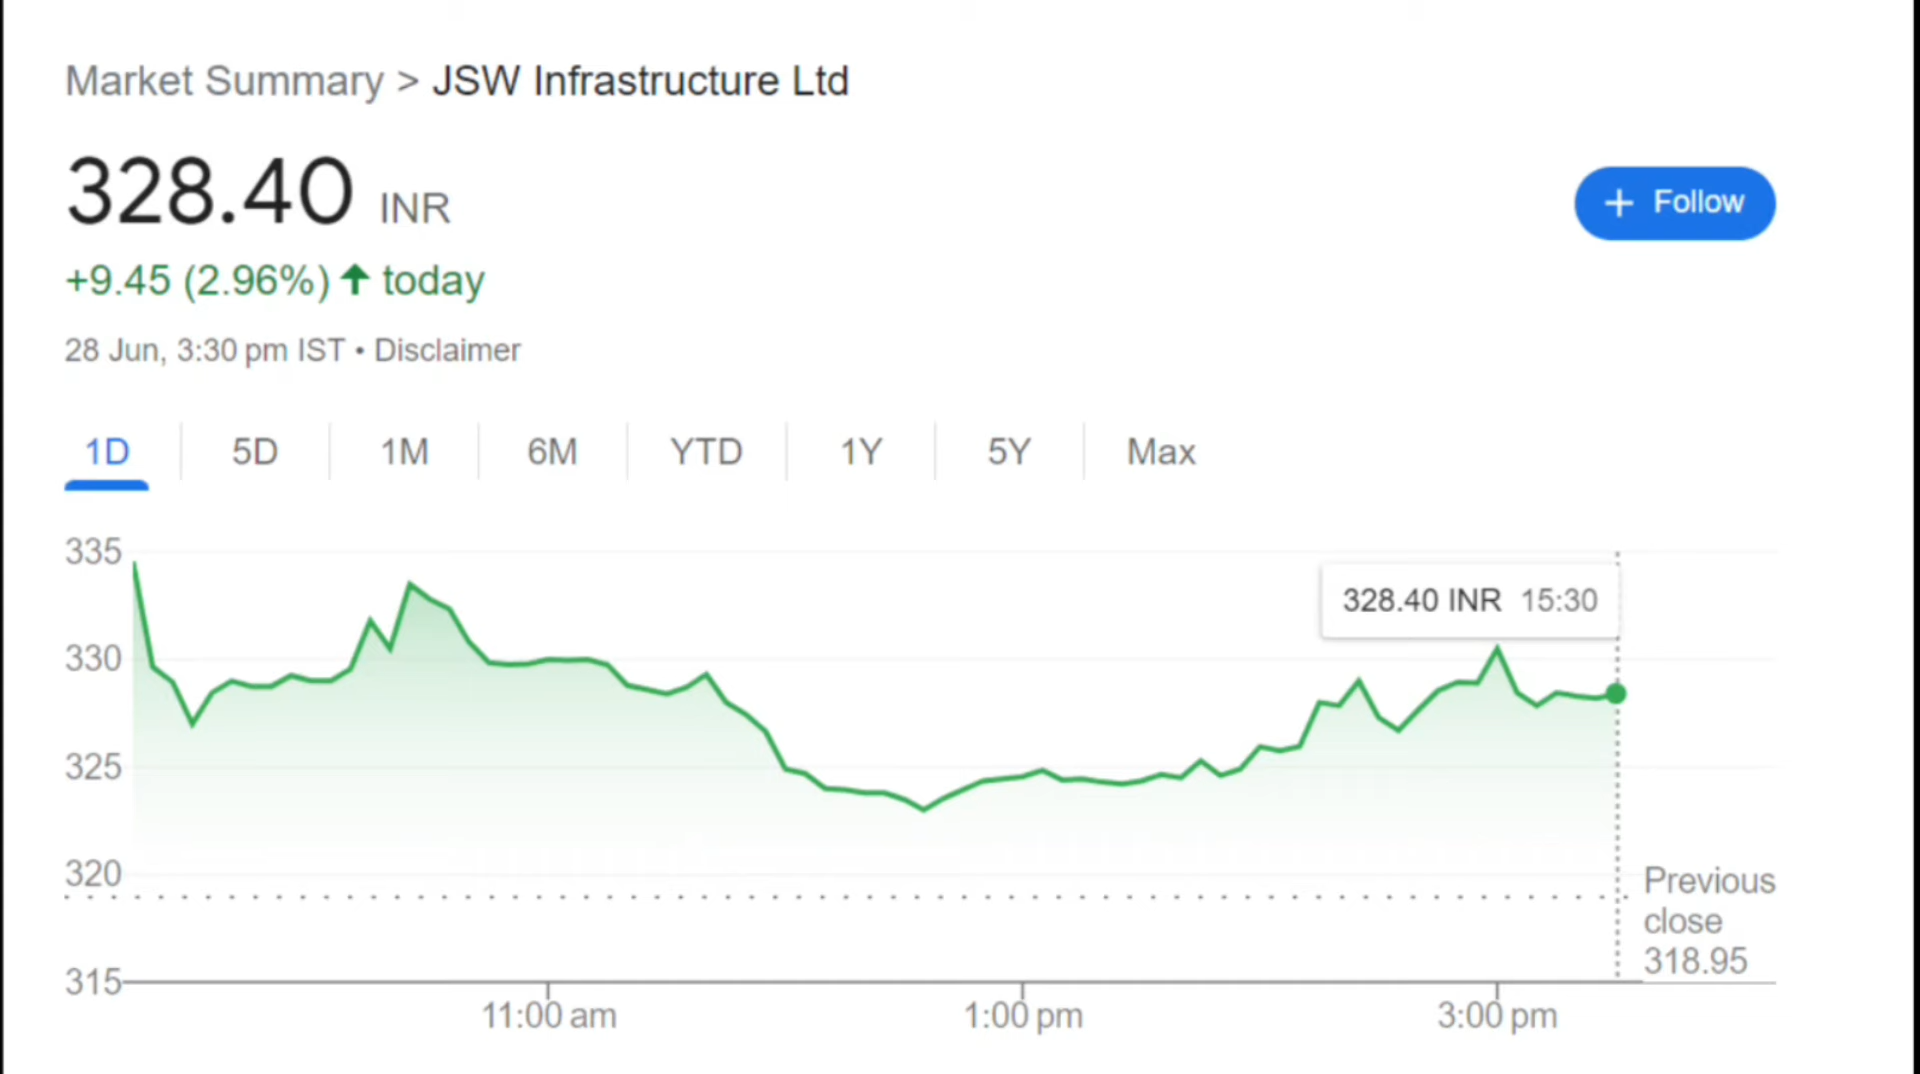 Market Summary > JSW Infrastructure Ltd
328.40 INR
+ Follow
+9.45 (2.96%) ↑ today
28 Jun, 3:30 pm IST • Disclaimer
1D 5D 1M 6M YTD 1Y 5Y Max
335
328.40 INR 15:30
330
325
320
Previous
close
318.95
315
11:00 am 1:00 pm 3:00 pm